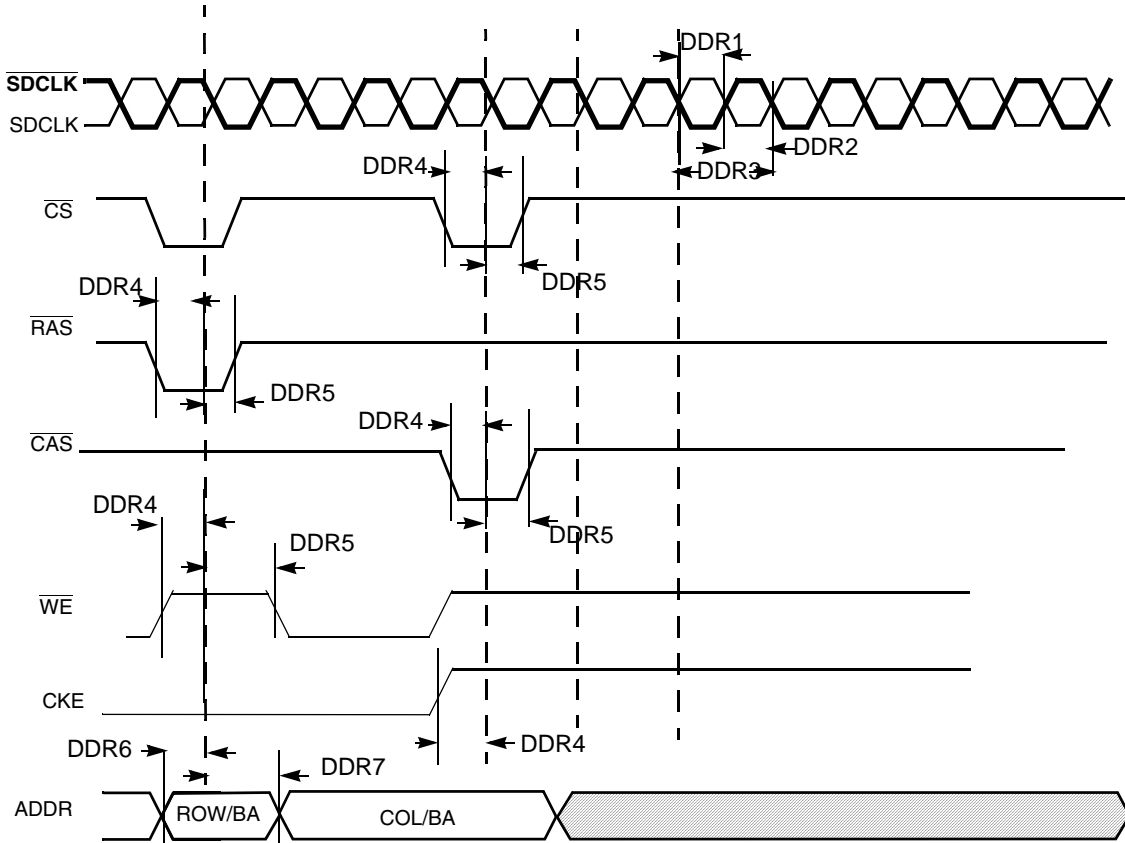 DDR1
SDCLK
SDCLK
DDR2
DDR4
DDR3
CS
DDR4
DDR5
RAS
DDR5
DDR4
CAS
DDR4
DDR5
DDR5
WE
CKE
DDR6
DDR4
DDR7
ADDR
ROW/BA
COL/BA